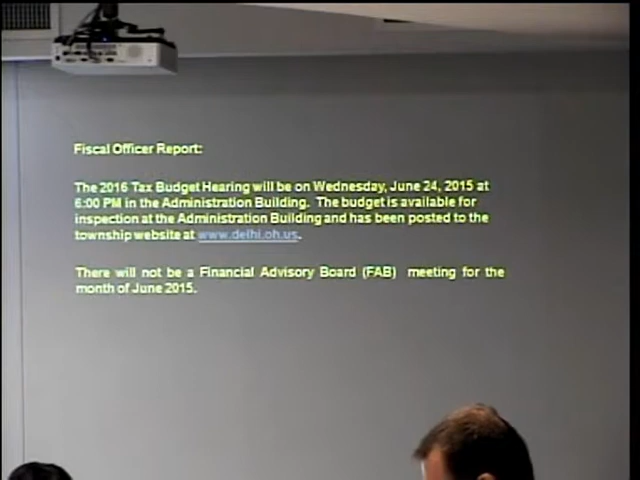 Fiscal Officer Report:
The 2016 Tax Budget Hearing will be on Wednesday, June 24, 2015 at
6:00 PM in the Administration Building.  The budget is available for
inspection at the Administration Building and has been posted to the
township website at www.delhi.oh.us.
There will not be a Financial Advisory Board (FAB)  meeting for the
month of June 2015.